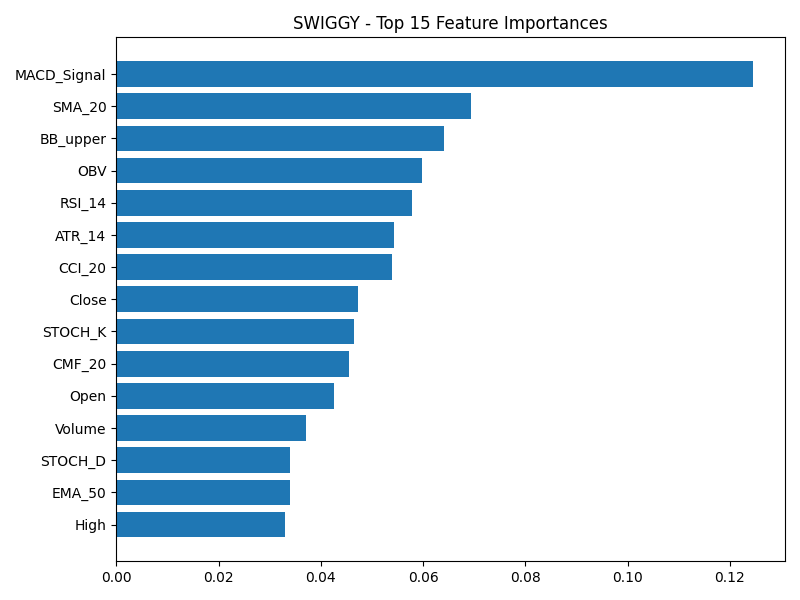 SWIGGY - Top 15 Feature Importances
MACD_Signal
SMA_20
BB_upper
OBV
RSI_14
ATR_14
CCI_20
Close
STOCH_K
CMF_20
Open
Volume
STOCH_D
EMA_50
High
0.00 0.02 0.04 0.06 0.08 0.10 0.12